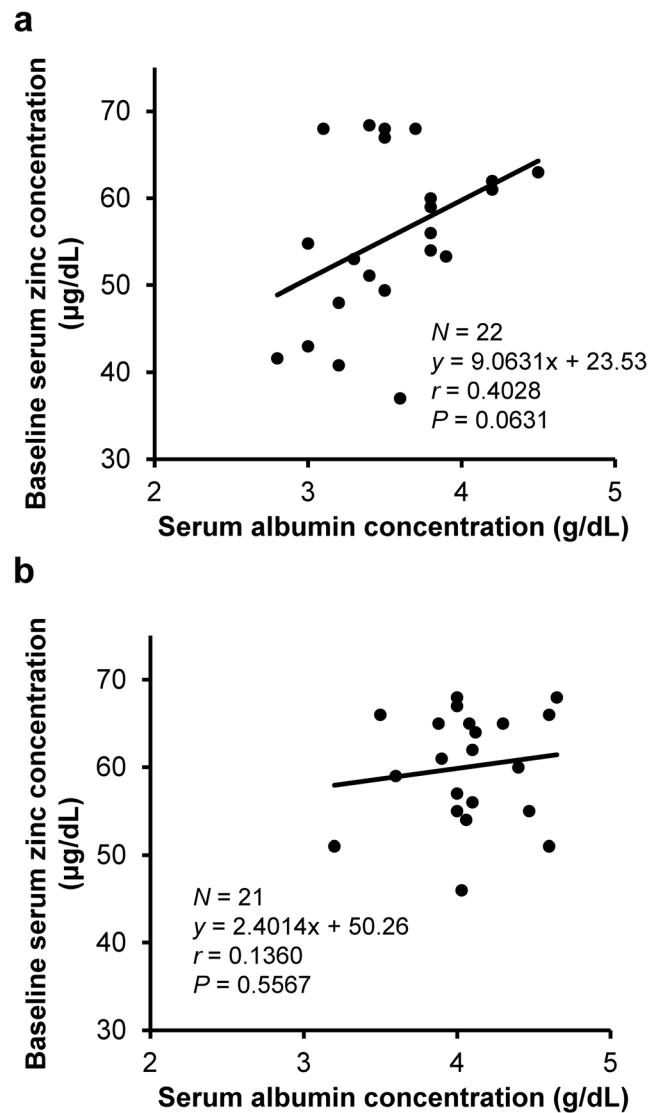 a
Baseline serum zinc concentration
(µg/dL)
70
60
50
40
30
N = 22
y = 9.0631x + 23.53
r = 0.4028
P = 0.0631
2 3 4 5
Serum albumin concentration (g/dL)
b
Baseline serum zinc concentration
(µg/dL)
70
60
50
40
30
N = 21
y = 2.4014x + 50.26
r = 0.1360
P = 0.5567
2 3 4 5
Serum albumin concentration (g/dL)